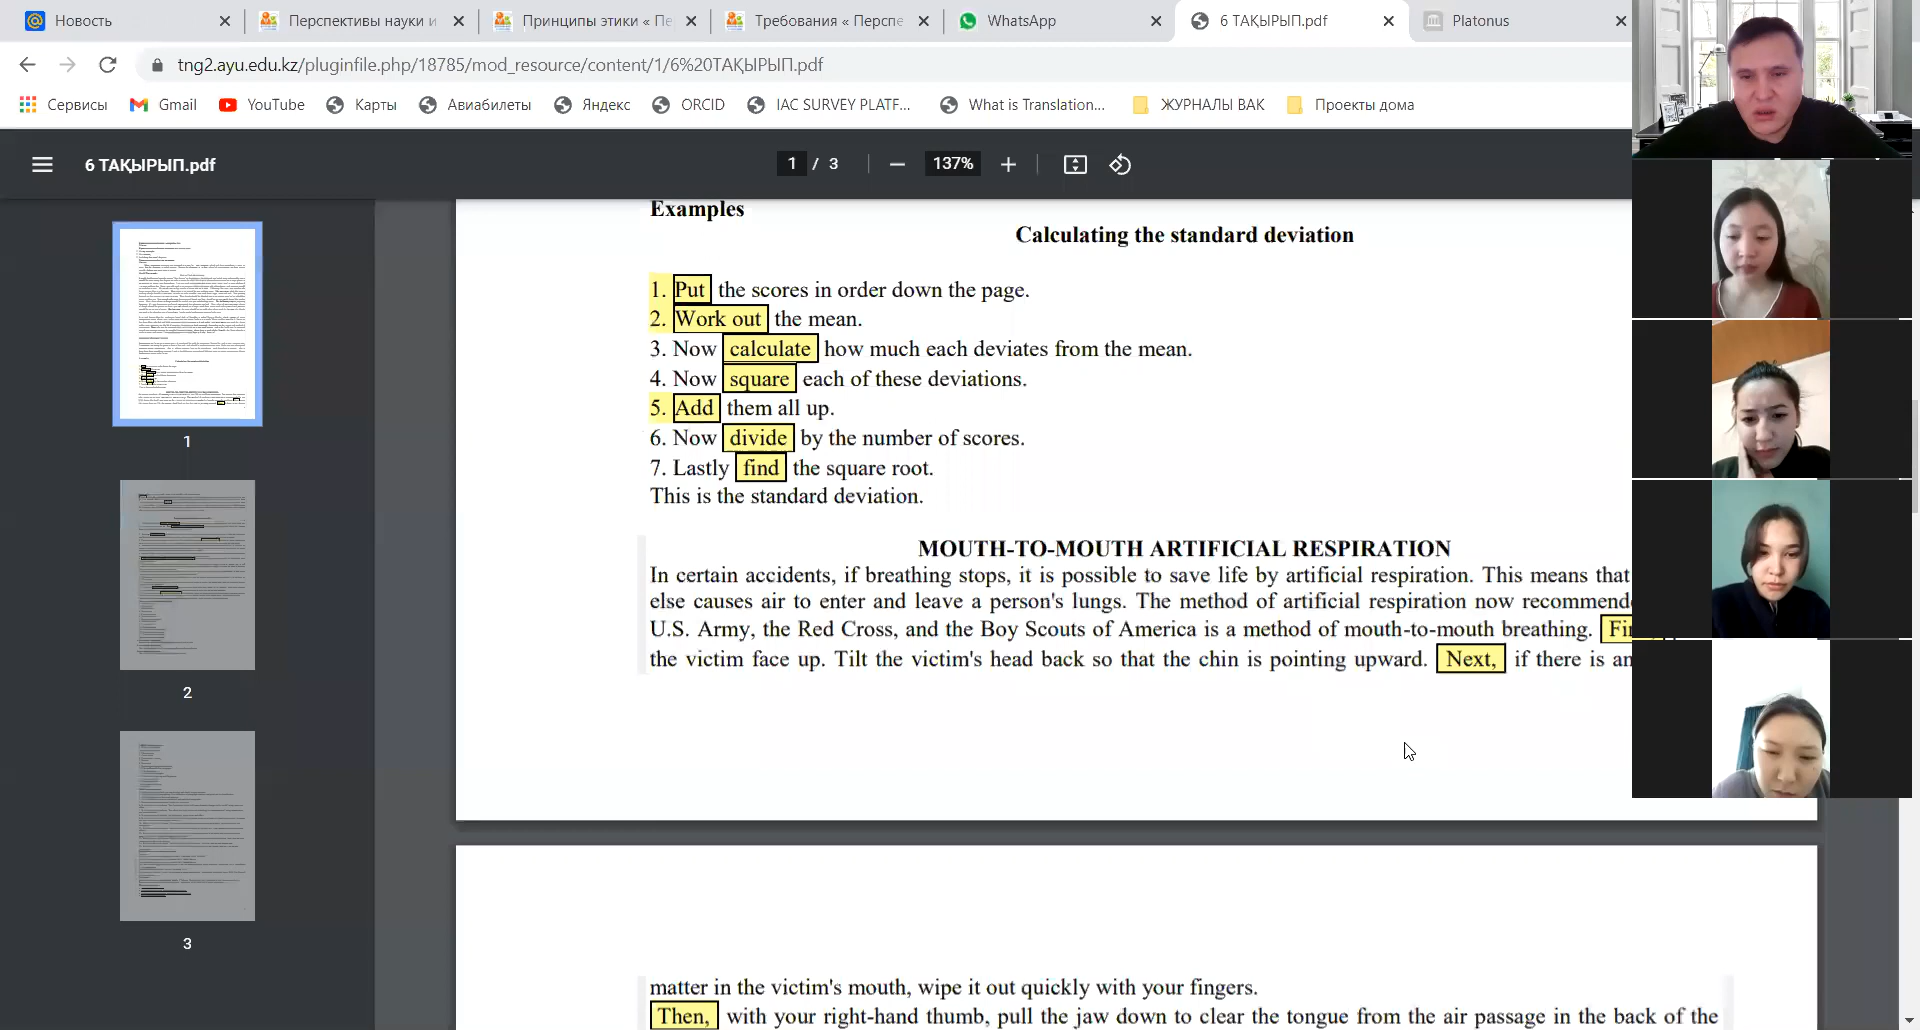 Новость
Перспективы науки и
Принципы этики « Пе
Требования « Перспе
WhatsApp
6 ТАҚЫРЫП.pdf
Platonus
tng2.ayu.edu.kz/pluginfile.php/18785/mod_resource/content/1/6%20ТАҚЫРЫП.pdf
Сервисы
Gmail
YouTube
Карты
Авиабилеты
Яндекс
ORCID
IAC SURVEY PLATF...
What is Translation...
ЖУРНАЛЫ ВАК
Проекты дома
6 ТАҚЫРЫП.pdf
1 / 3
137%
Examples
Calculating the standard deviation
1. Put the scores in order down the page.
2. Work out the mean.
3. Now calculate how much each deviates from the mean.
4. Now square each of these deviations.
5. Add them all up.
6. Now divide by the number of scores.
7. Lastly find the square root.
This is the standard deviation.
MOUTH-TO-MOUTH ARTIFICIAL RESPIRATION
In certain accidents, if breathing stops, it is possible to save life by artificial respiration. This means that
else causes air to enter and leave a person's lungs. The method of artificial respiration now recommend
U.S. Army, the Red Cross, and the Boy Scouts of America is a method of mouth-to-mouth breathing.
the victim face up. Tilt the victim's head back so that the chin is pointing upward. Next, if there is an
matter in the victim's mouth, wipe it out quickly with your fingers.
Then, with your right-hand thumb, pull the jaw down to clear the tongue from the air passage in the back of the
1
2
3